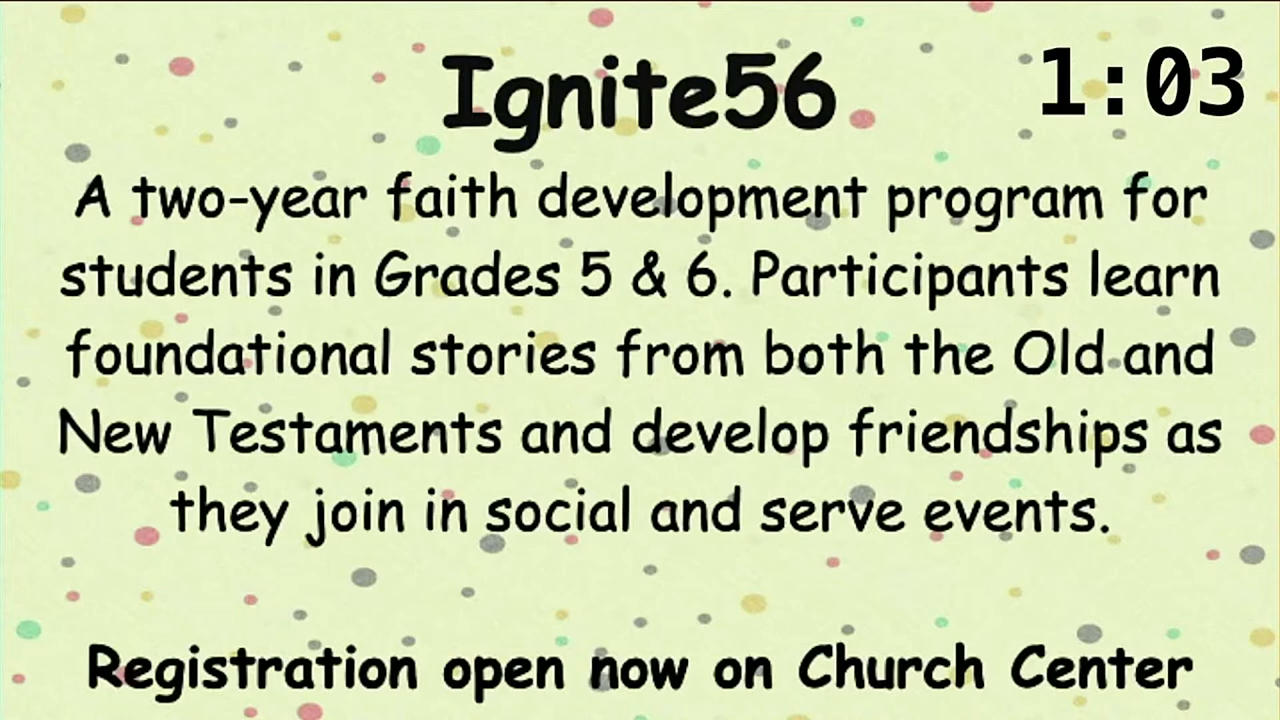 Ignite56
1:03
A two-year faith development program for
students in Grades 5 & 6. Participants learn
foundational stories from both the Old and
New Testaments and develop friendships as
they join in social and serve events.
Registration open now on Church Center